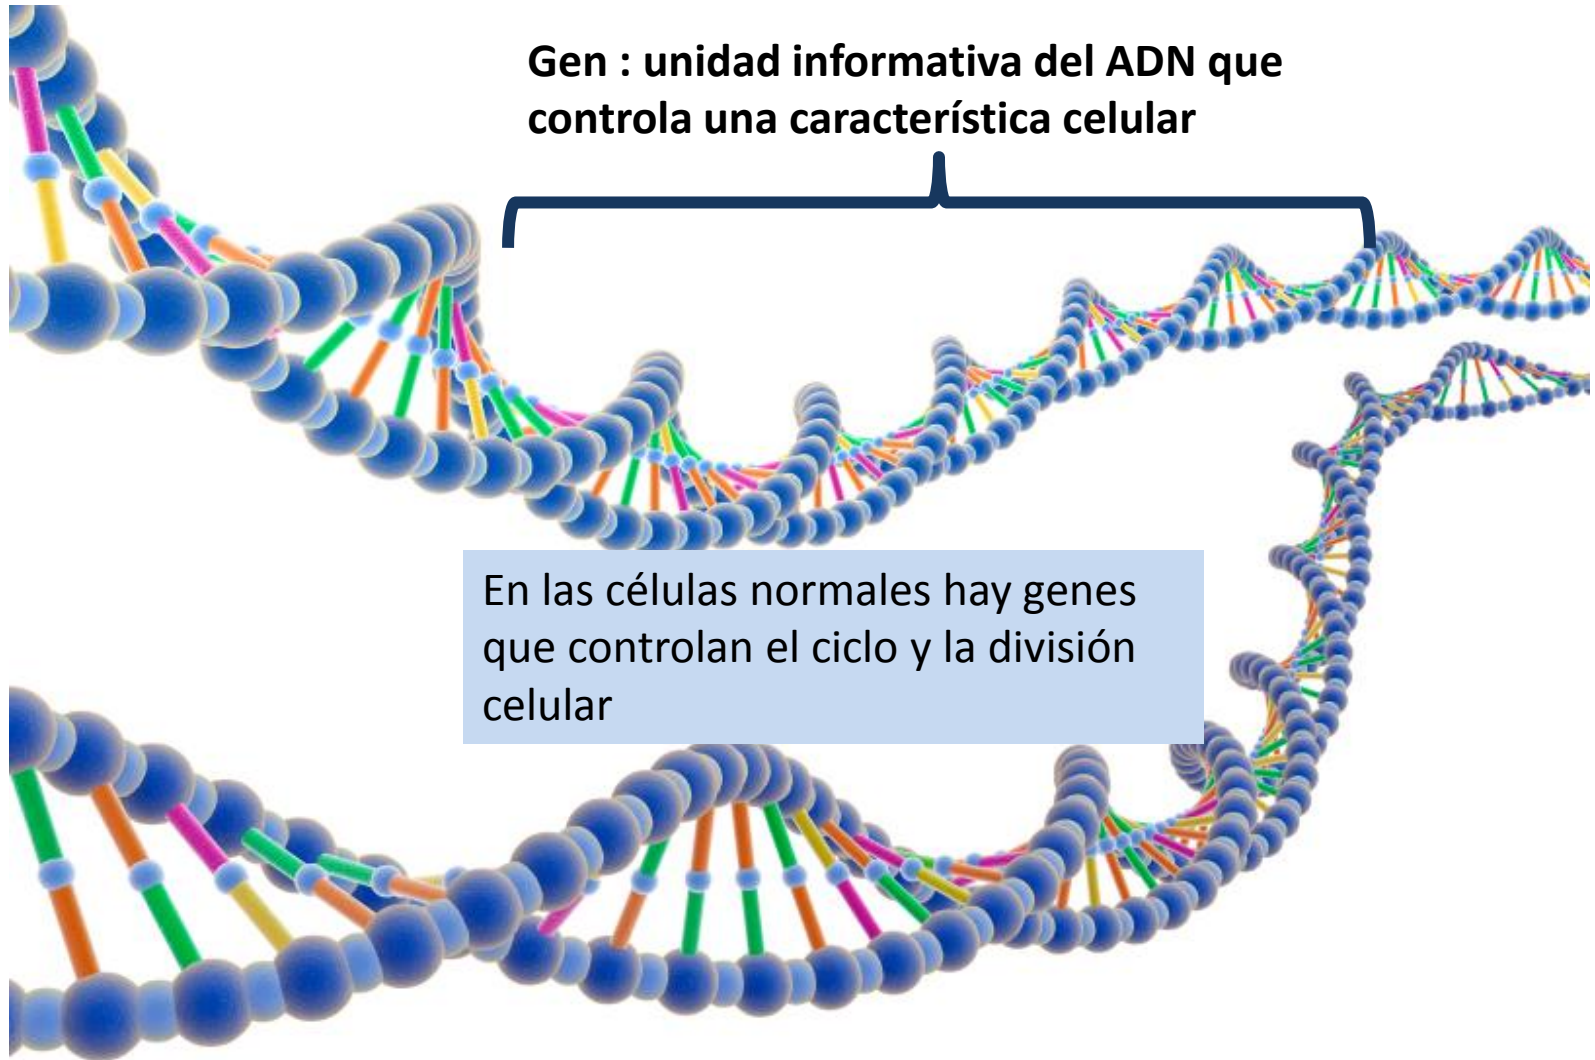 Gen : unidad informativa del ADN que
controla una característica celular
En las células normales hay genes
que controlan el ciclo y la división
celular